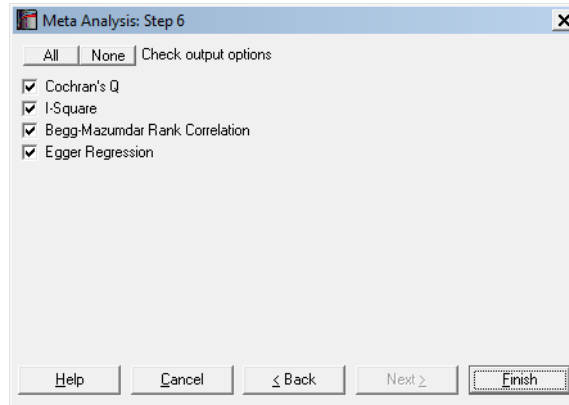 Meta Analysis: Step 6
All None Check output options
Cochran's Q
I-Square
Begg-Mazumdar Rank Correlation
Egger Regression
Help Cancel < Back Next > Finish